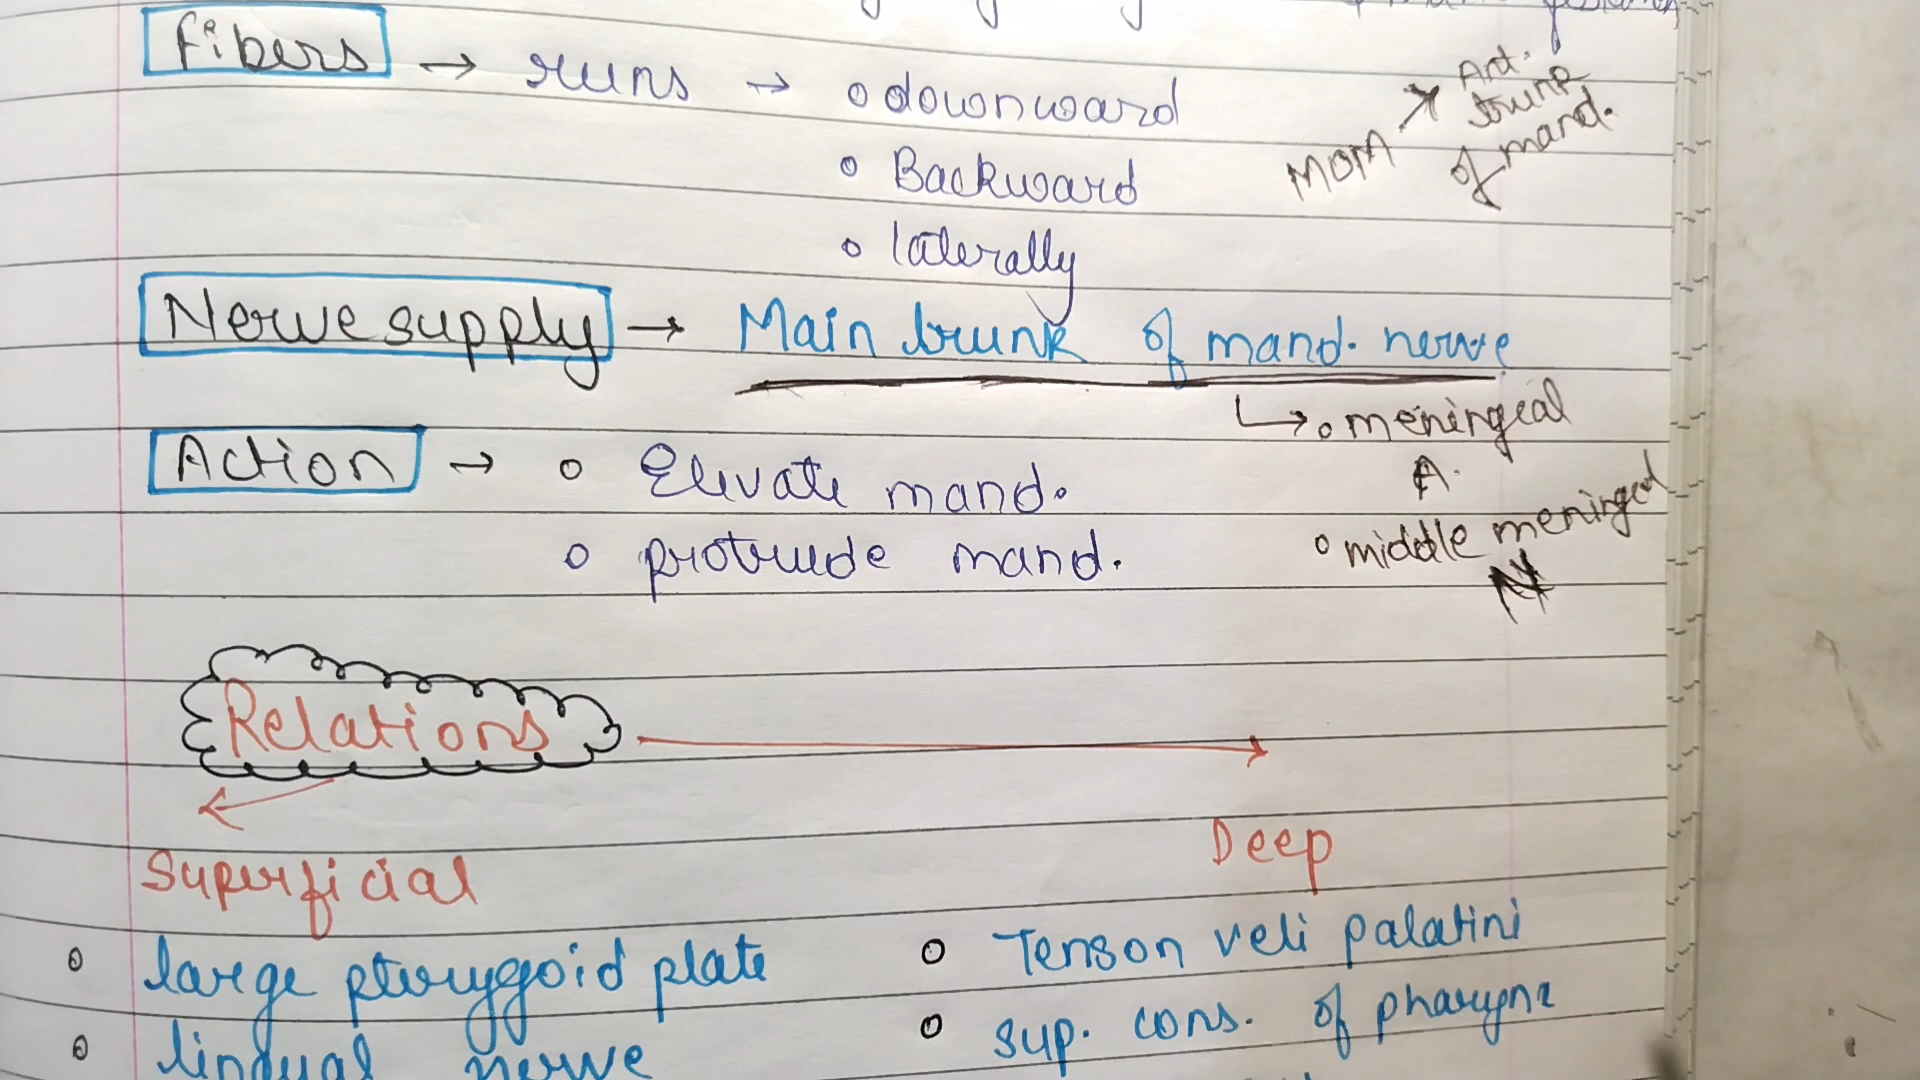 Fibers → runs → o downward
o Backward
o laterally
MOM → Ant. trunk of mand.
Nerve supply → Main trunk of mand. nerve
↳ o meningeal
A.
o middle meningeal
N
Action → o Elevate mand.
o protrude mand.
Relations
Superficial
Deep
o large pterygoid plate
o Tenson veli palatini
o lingual nerve
o sup. cons. of pharynx